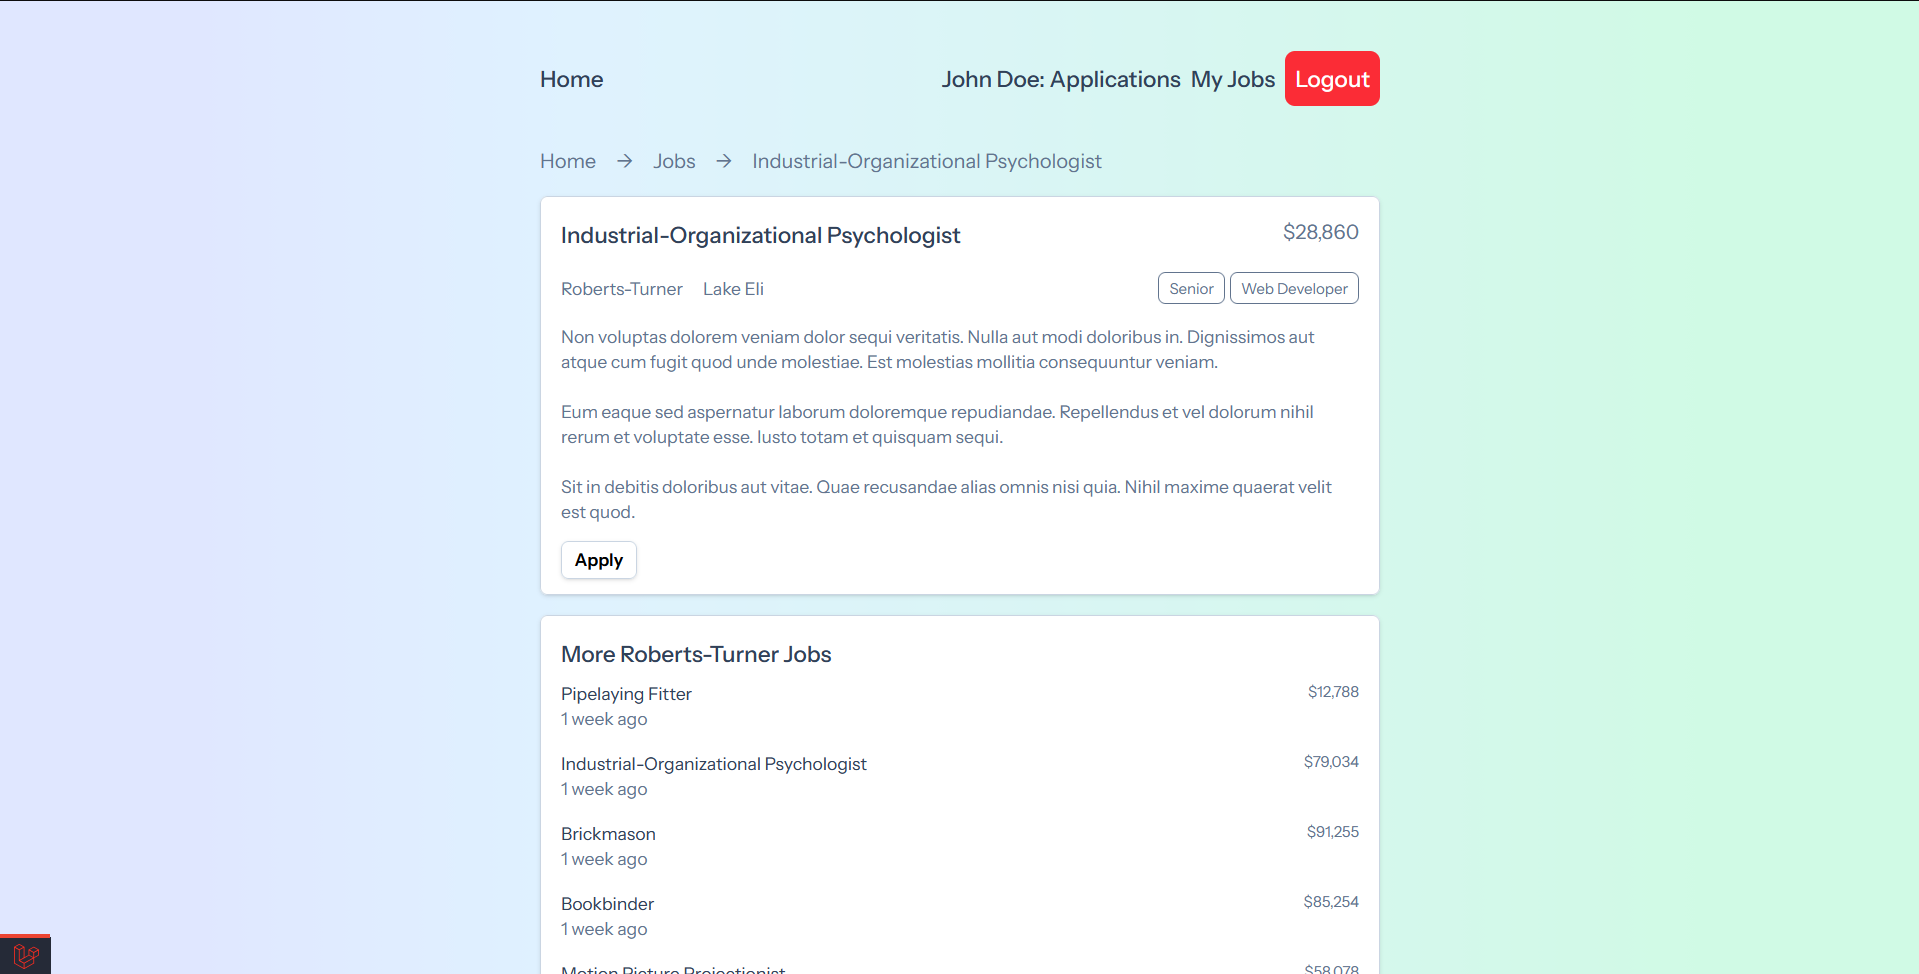 Home
John Doe: Applications My Jobs Logout
Home → Jobs → Industrial-Organizational Psychologist
Industrial-Organizational Psychologist
$28,860
Roberts-Turner Lake Eli
Senior Web Developer
Non voluptas dolorem veniam dolor sequi veritatis. Nulla aut modi doloribus in. Dignissimos aut
atque cum fugit quod unde molestiae. Est molestias mollitia consequuntur veniam.
Eum eaque sed aspernatur laborum doloremque repudiandae. Repellendus et vel dolorum nihil
rerum et voluptate esse. Iusto totam et quisquam sequi.
Sit in debitis doloribus aut vitae. Quae recusandae alias omnis nisi quia. Nihil maxime quaerat velit
est quod.
Apply
More Roberts-Turner Jobs
Pipelaying Fitter
$12,788
1 week ago
Industrial-Organizational Psychologist
$79,034
1 week ago
Brickmason
$91,255
1 week ago
Bookbinder
$85,254
1 week ago
Motion Picture Projectionist
$58,078